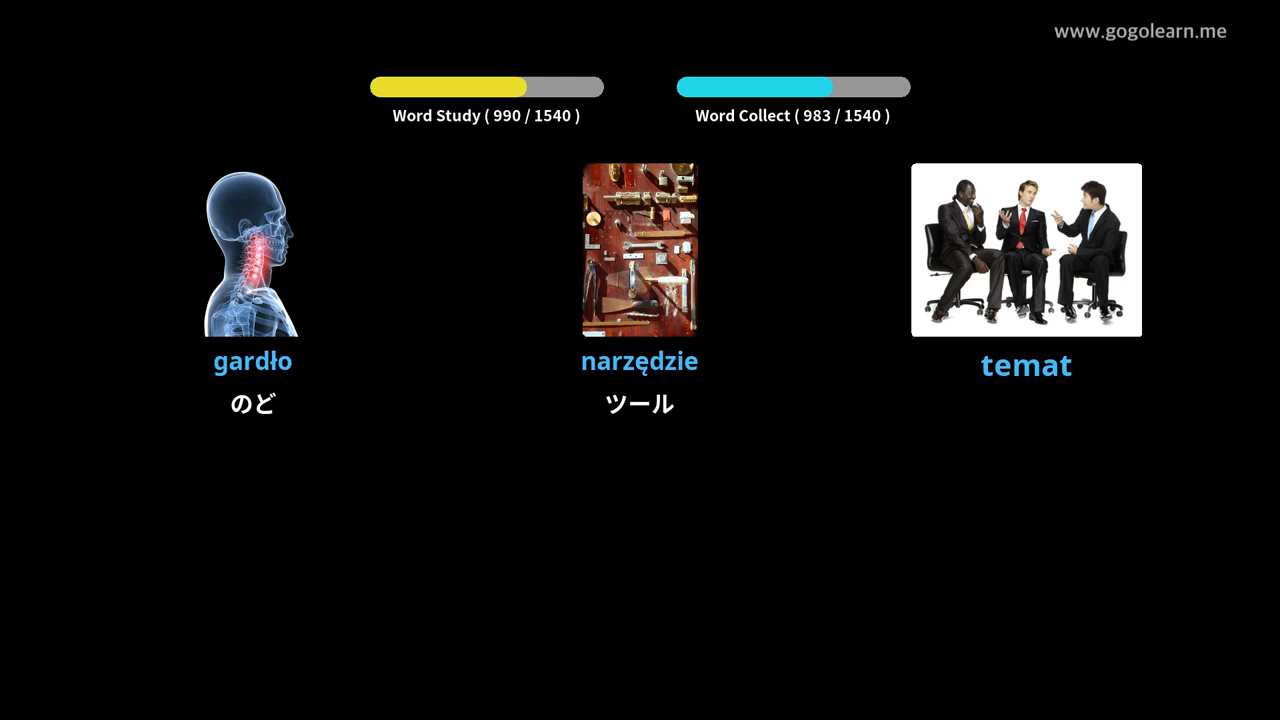 www.gogolearn.me
Word Study ( 990 / 1540 )
Word Collect ( 983 / 1540 )
gardło
narzędzie
temat
のど
ツール